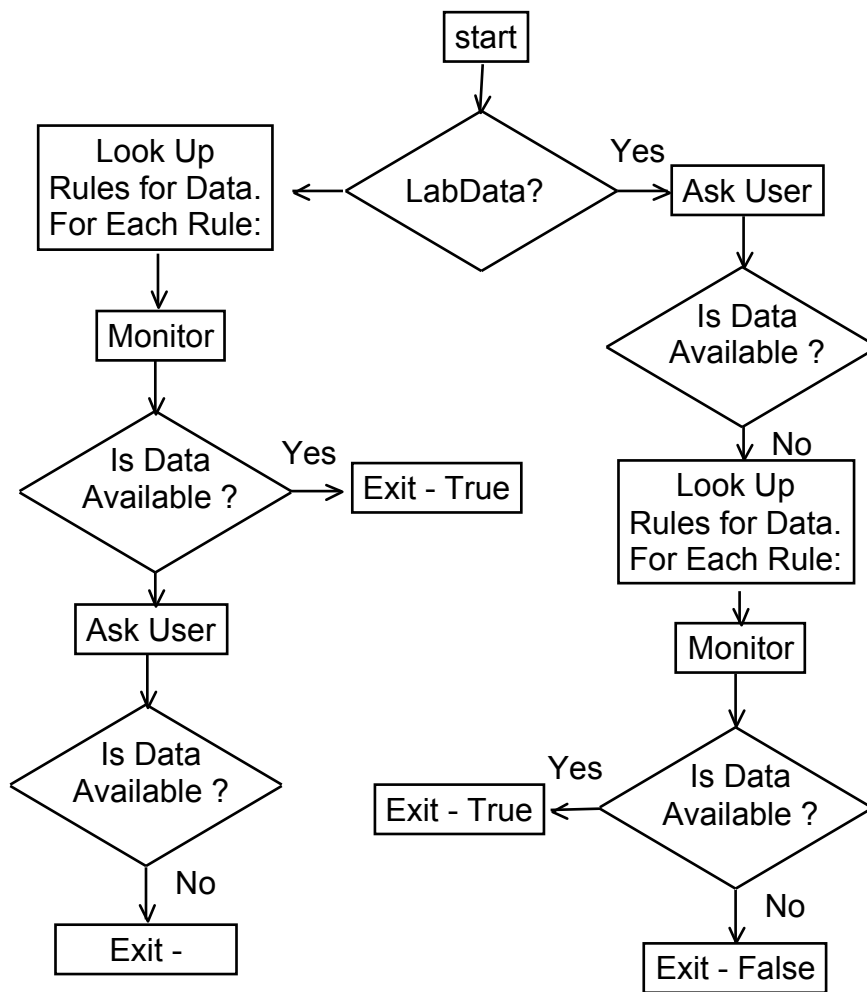 start
LabData?
Yes
Ask User
Is Data
Available ?
No
Look Up
Rules for Data.
For Each Rule:
Monitor
Is Data
Available ?
Yes
Exit - True
No
Exit - False
Look Up
Rules for Data.
For Each Rule:
Monitor
Is Data
Available ?
Yes
Exit - True
Ask User
Is Data
Available ?
No
Exit -